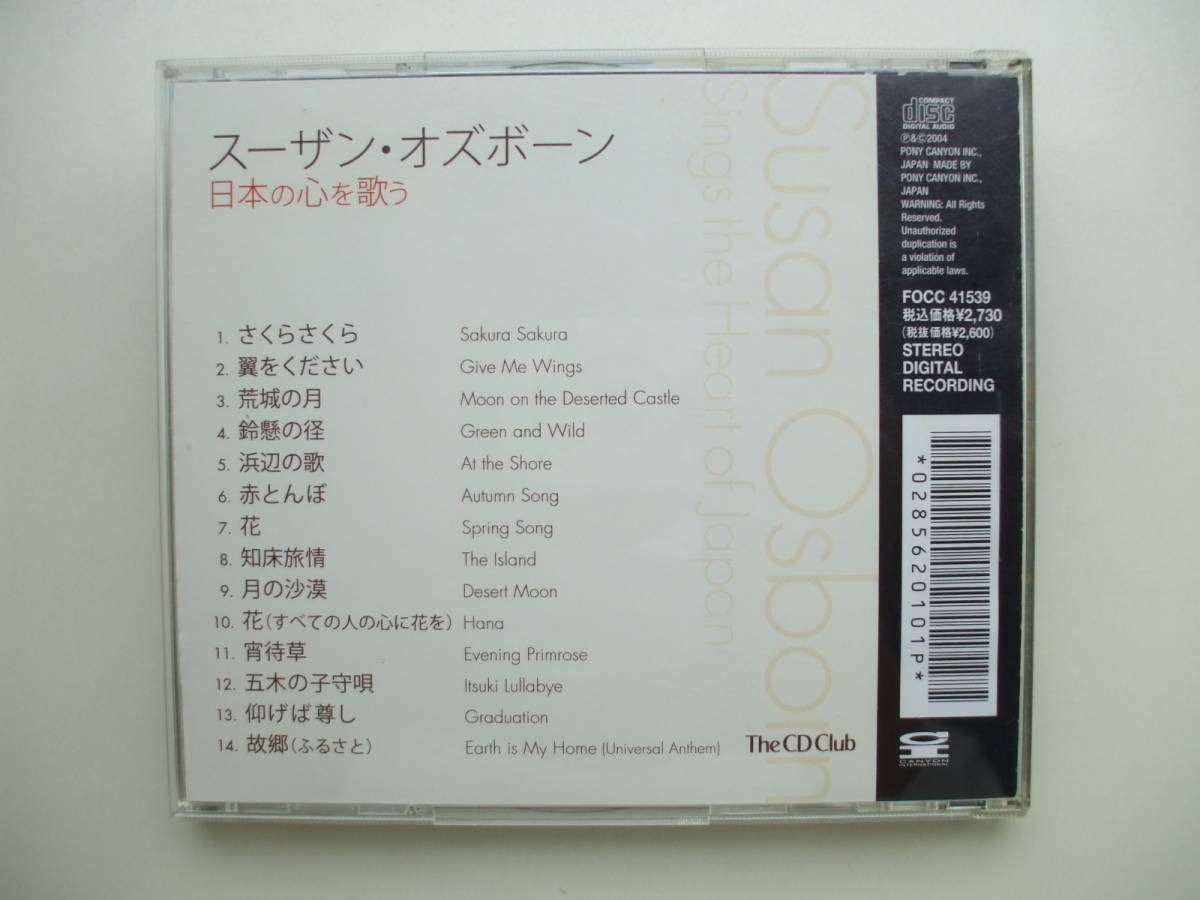 スーザン・オズボーン
日本の心を歌う
1. さくらさくら Sakura Sakura
2. 翼をください Give Me Wings
3. 荒城の月 Moon on the Deserted Castle
4. 鈴懸の径 Green and Wild
5. 浜辺の歌 At the Shore
6. 赤とんぼ Autumn Song
7. 花 Spring Song
8. 知床旅情 The Island
9. 月の沙漠 Desert Moon
10. 花(すべての人の心に花を) Hana
11. 宵待草 Evening Primrose
12. 五木の子守唄 Itsuki Lullabye
13. 仰げば尊し Graduation
14. 故郷(ふるさと) Earth is My Home (Universal Anthem)
The CD Club
Susan Osborn
Sings the Heart of Japan
COMPACT
disc
DIGITAL AUDIO
℗&©2004
PONY CANYON INC.,
JAPAN MADE BY
PONY CANYON INC.,
JAPAN
WARNING: All Rights
Reserved.
Unauthorized
duplication is
a violation of
applicable laws.
FOCC 41539
税込価格¥2,730
(税抜価格¥2,600)
STEREO
DIGITAL
RECORDING
*0285620101P*
CANYON
INTERNATIONAL